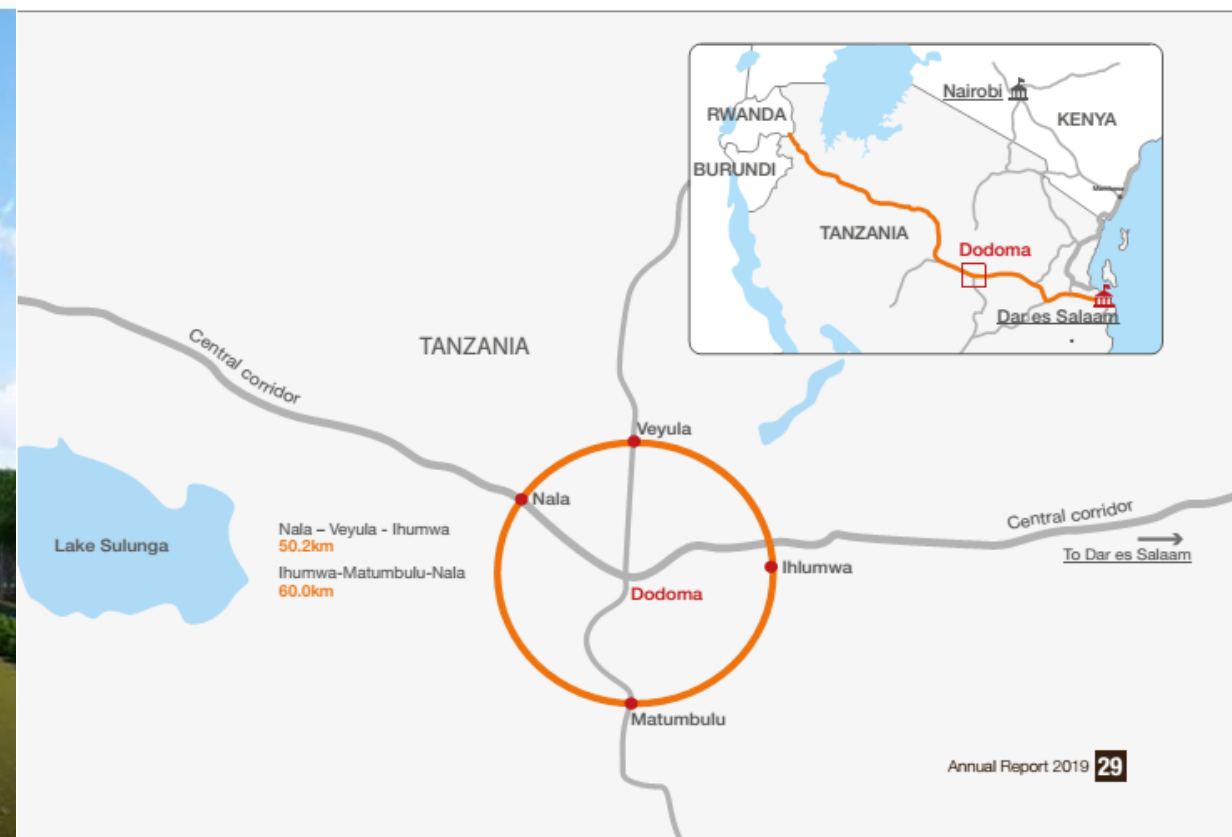 Nairobi
RWANDA
KENYA
BURUNDI
TANZANIA
Dodoma
Dar es Salaam
TANZANIA
Central corridor
Veyula
Nala
Central corridor
To Dar es Salaam
Nala – Veyula - Ihumwa
50.2km
Lake Sulunga
Ihlumwa
Ihumwa-Matumbulu-Nala
60.0km
Dodoma
Matumbulu
Annual Report 2019 29